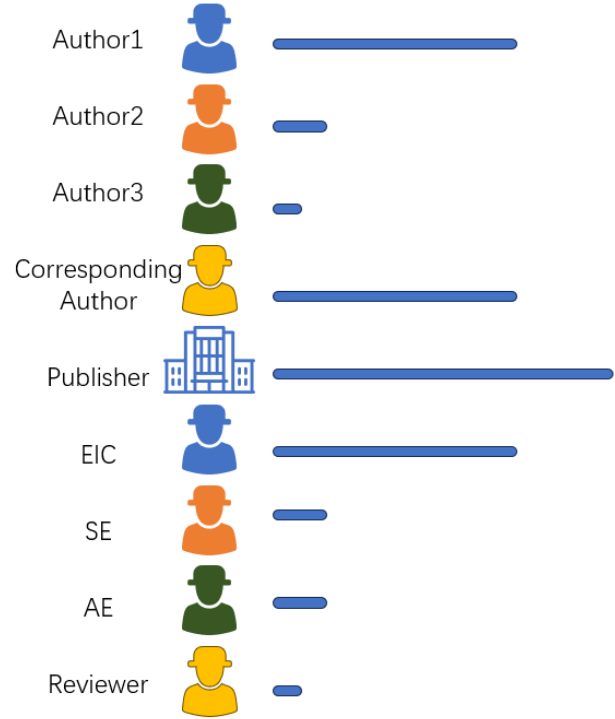 Author1
Author2
Author3
Corresponding
Author
Publisher
EIC
SE
AE
Reviewer